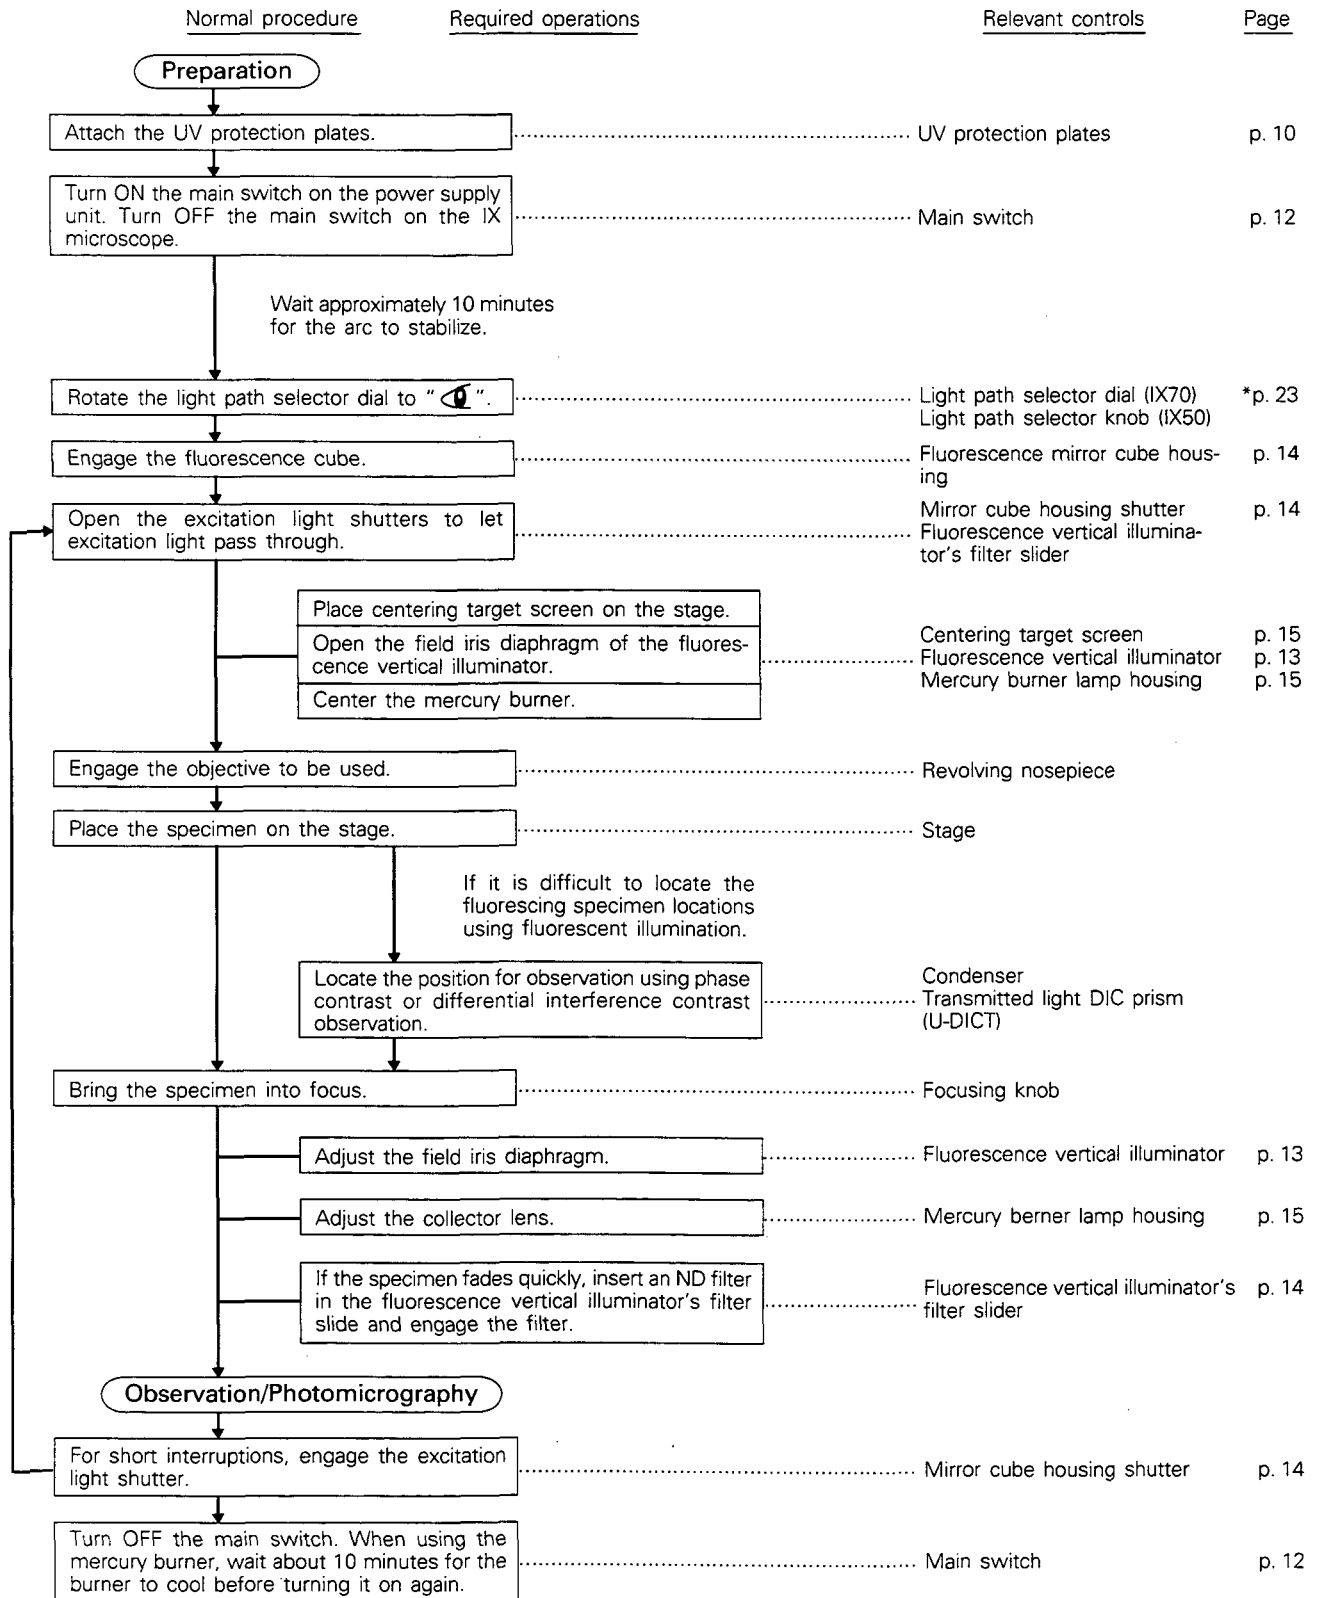 Normal procedure Required operations Relevant controls Page
Preparation
Attach the UV protection plates. UV protection plates p. 10
Turn ON the main switch on the power supply
unit. Turn OFF the main switch on the IX
microscope.
Main switch p. 12
Wait approximately 10 minutes
for the arc to stabilize.
Rotate the light path selector dial to " ". Light path selector dial (IX70) *p. 23
Light path selector knob (IX50)
Engage the fluorescence cube. Fluorescence mirror cube hous- p. 14
ing
Open the excitation light shutters to let
excitation light pass through.
Mirror cube housing shutter p. 14
Fluorescence vertical illumina-
tor's filter slider
Place centering target screen on the stage.
Open the field iris diaphragm of the fluores-
cence vertical illuminator.
Center the mercury burner.
Centering target screen p. 15
Fluorescence vertical illuminator p. 13
Mercury burner lamp housing p. 15
Engage the objective to be used. Revolving nosepiece
Place the specimen on the stage. Stage
If it is difficult to locate the
fluorescing specimen locations
using fluorescent illumination.
Locate the position for observation using phase
contrast or differential interference contrast
observation.
Condenser
Transmitted light DIC prism
(U-DICT)
Bring the specimen into focus. Focusing knob
Adjust the field iris diaphragm. Fluorescence vertical illuminator p. 13
Adjust the collector lens. Mercury berner lamp housing p. 15
If the specimen fades quickly, insert an ND filter
in the fluorescence vertical illuminator's filter
slide and engage the filter.
Fluorescence vertical illuminator's p. 14
filter slider
Observation/Photomicrography
For short interruptions, engage the excitation
light shutter.
Mirror cube housing shutter p. 14
Turn OFF the main switch. When using the
mercury burner, wait about 10 minutes for the
burner to cool before turning it on again.
Main switch p. 12